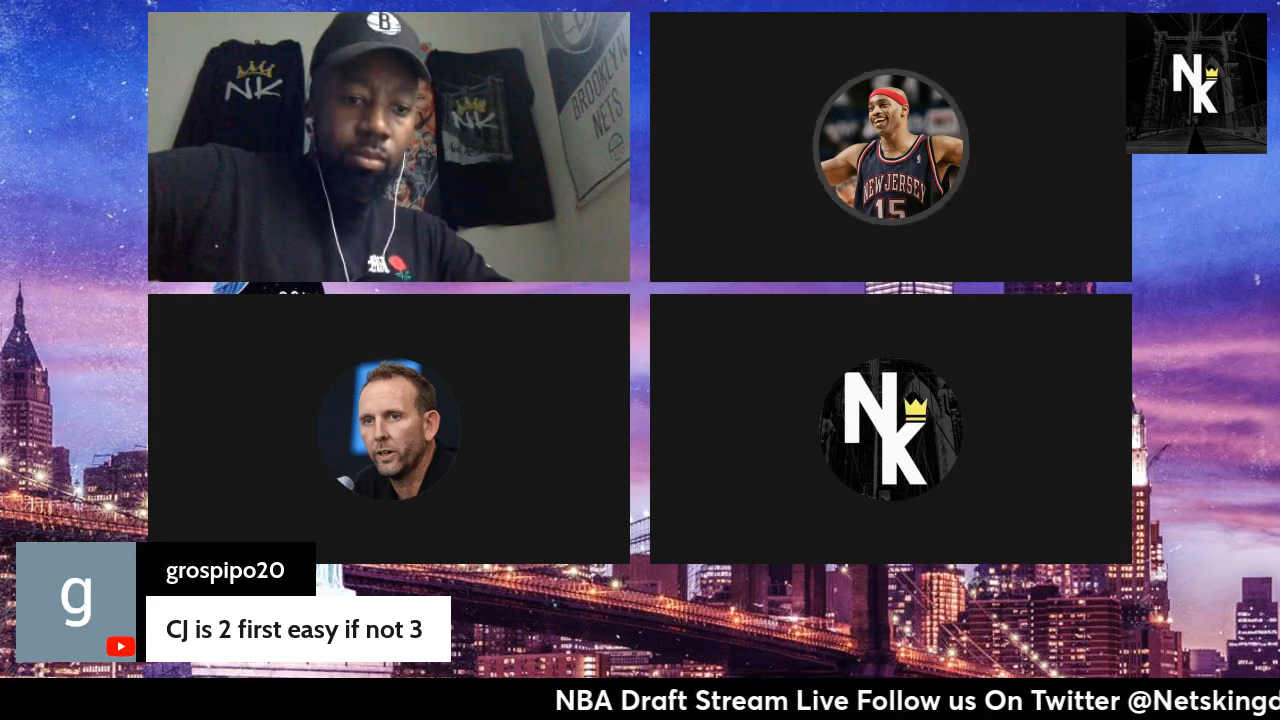 B
NK
NK
BROOKLYN
NETS
NEW JERSEY
15
NK
NK
g
grospipo20
CJ is 2 first easy if not 3
NBA Draft Stream Live Follow us On Twitter @Netskingd